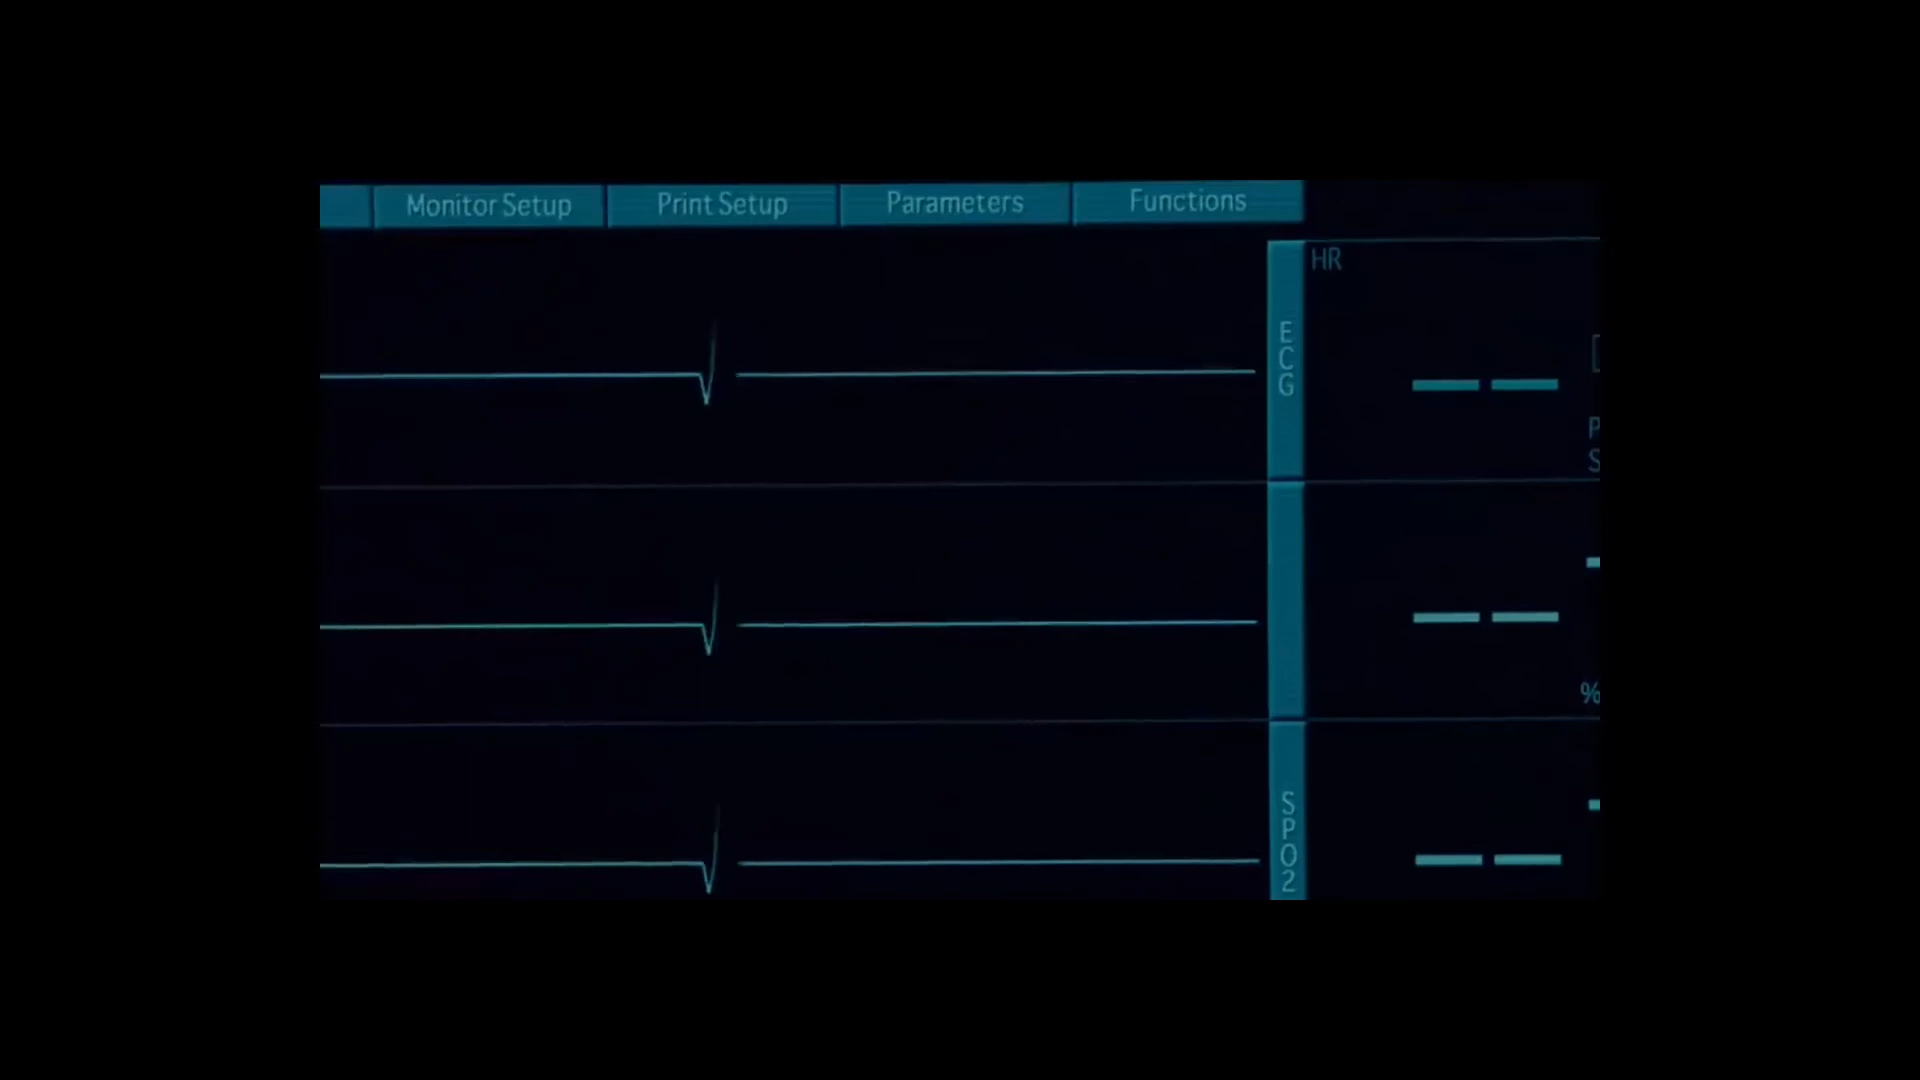 Monitor Setup
Print Setup
Parameters
Functions
HR
ECG
P
S
%
SPO2
-- --
-- --
-- --